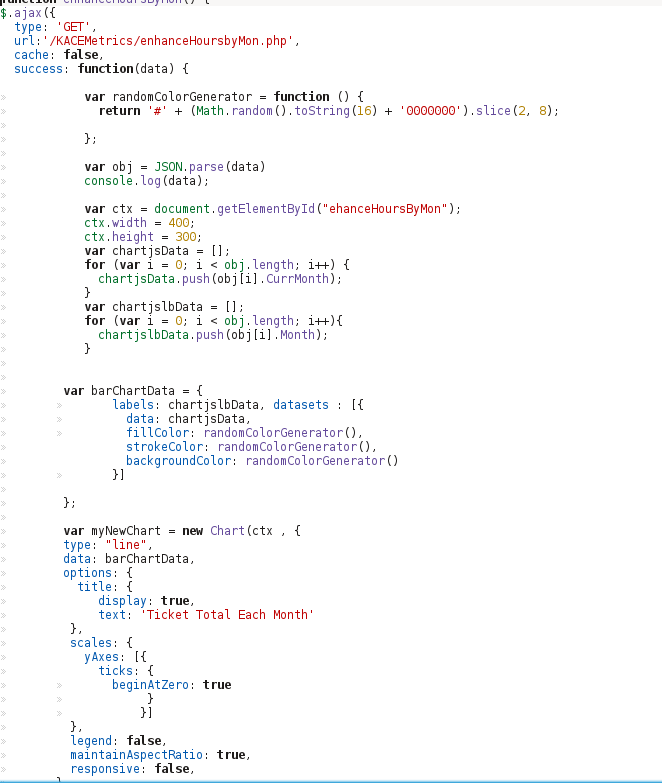 $.ajax({
type: 'GET',
url:'/KACEMetrics/enhanceHoursbyMon.php',
cache: false,
success: function(data) {
var randomColorGenerator = function () {
return '#' + (Math.random().toString(16) + '0000000').slice(2, 8);
};
var obj = JSON.parse(data)
console.log(data);
var ctx = document.getElementById("ehanceHoursByMon");
ctx.width = 400;
ctx.height = 300;
var chartjsData = [];
for (var i = 0; i < obj.length; i++) {
chartjsData.push(obj[i].CurrMonth);
}
var chartjslbData = [];
for (var i = 0; i < obj.length; i++){
chartjslbData.push(obj[i].Month);
}
var barChartData = {
labels: chartjslbData, datasets : [{
data: chartjsData,
fillColor: randomColorGenerator(),
strokeColor: randomColorGenerator(),
backgroundColor: randomColorGenerator()
}]
};
var myNewChart = new Chart(ctx , {
type: "line",
data: barChartData,
options: {
title: {
display: true,
text: 'Ticket Total Each Month'
},
scales: {
yAxes: [{
ticks: {
beginAtZero: true
}
}]
},
legend: false,
maintainAspectRatio: true,
responsive: false,